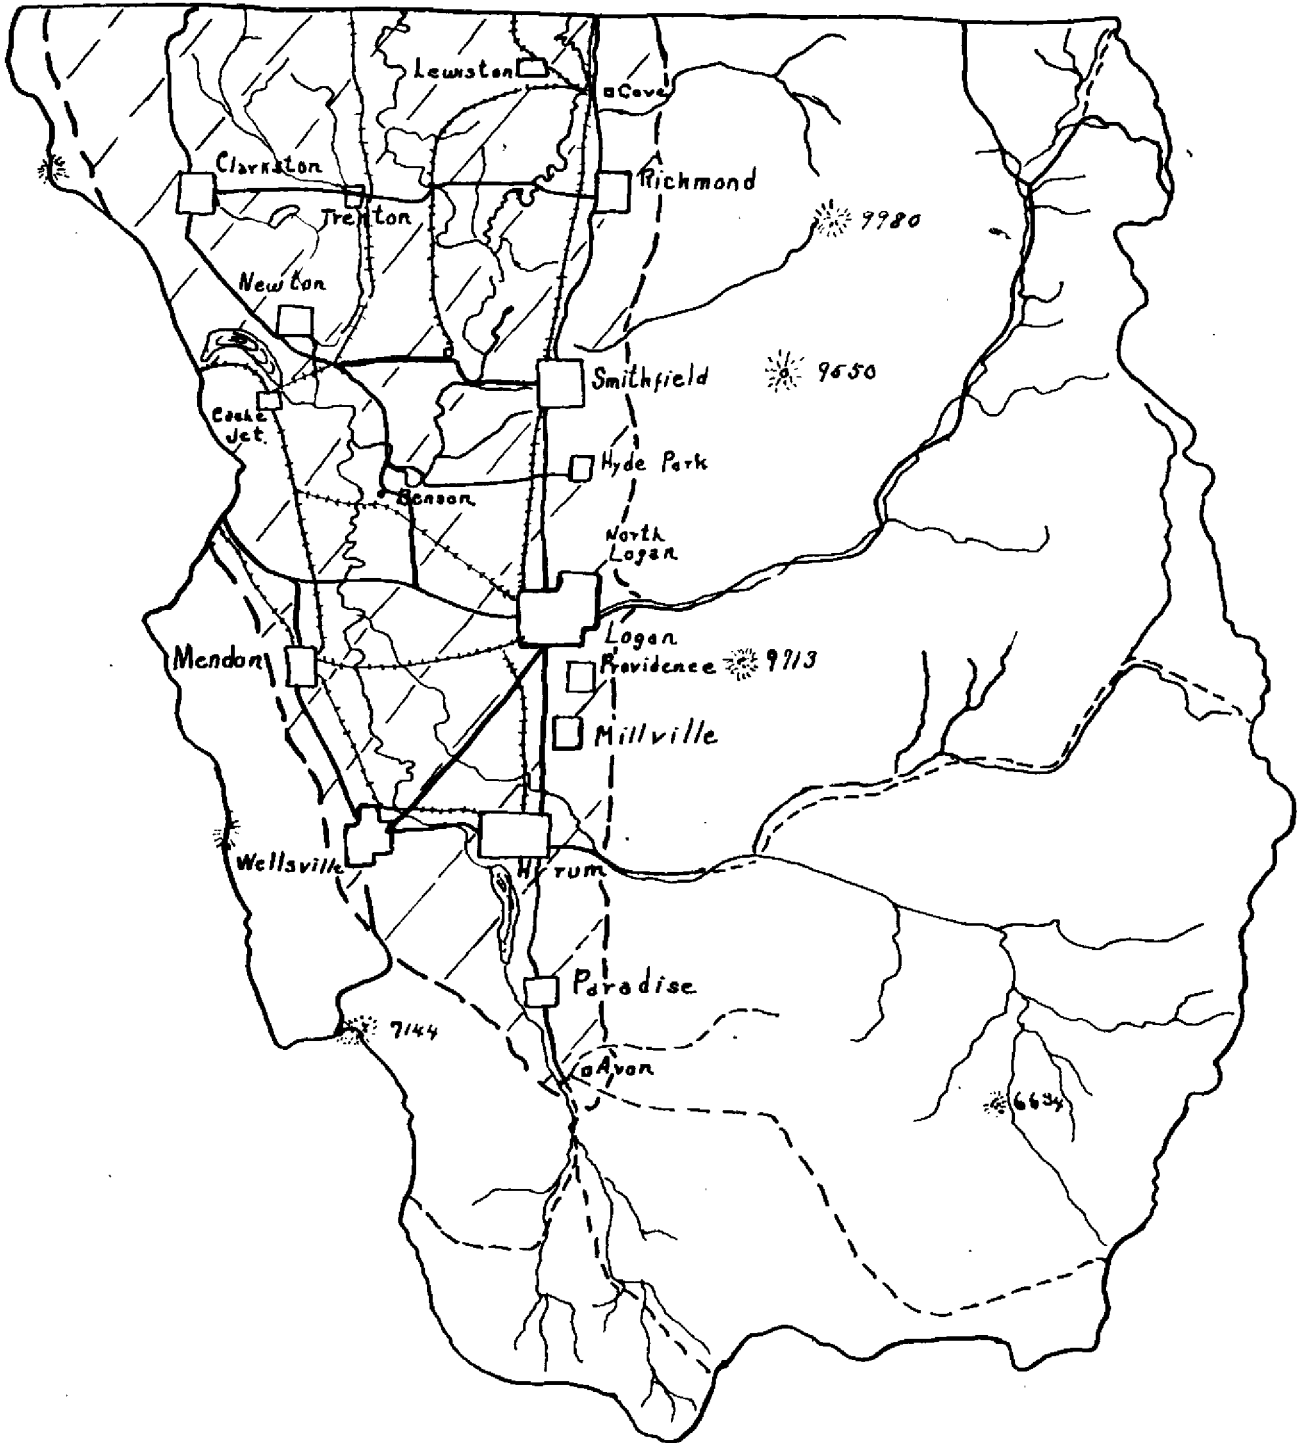 Lewiston
Cove
Clarkston
Richmond
Trenton
9980
Newton
Smithfield
9650
Cache
Jct.
Hyde Park
Benson
North
Logan
Logan
Mendon
Providence
9713
Millville
Wellsville
Hyrum
Paradise
7144
Avon